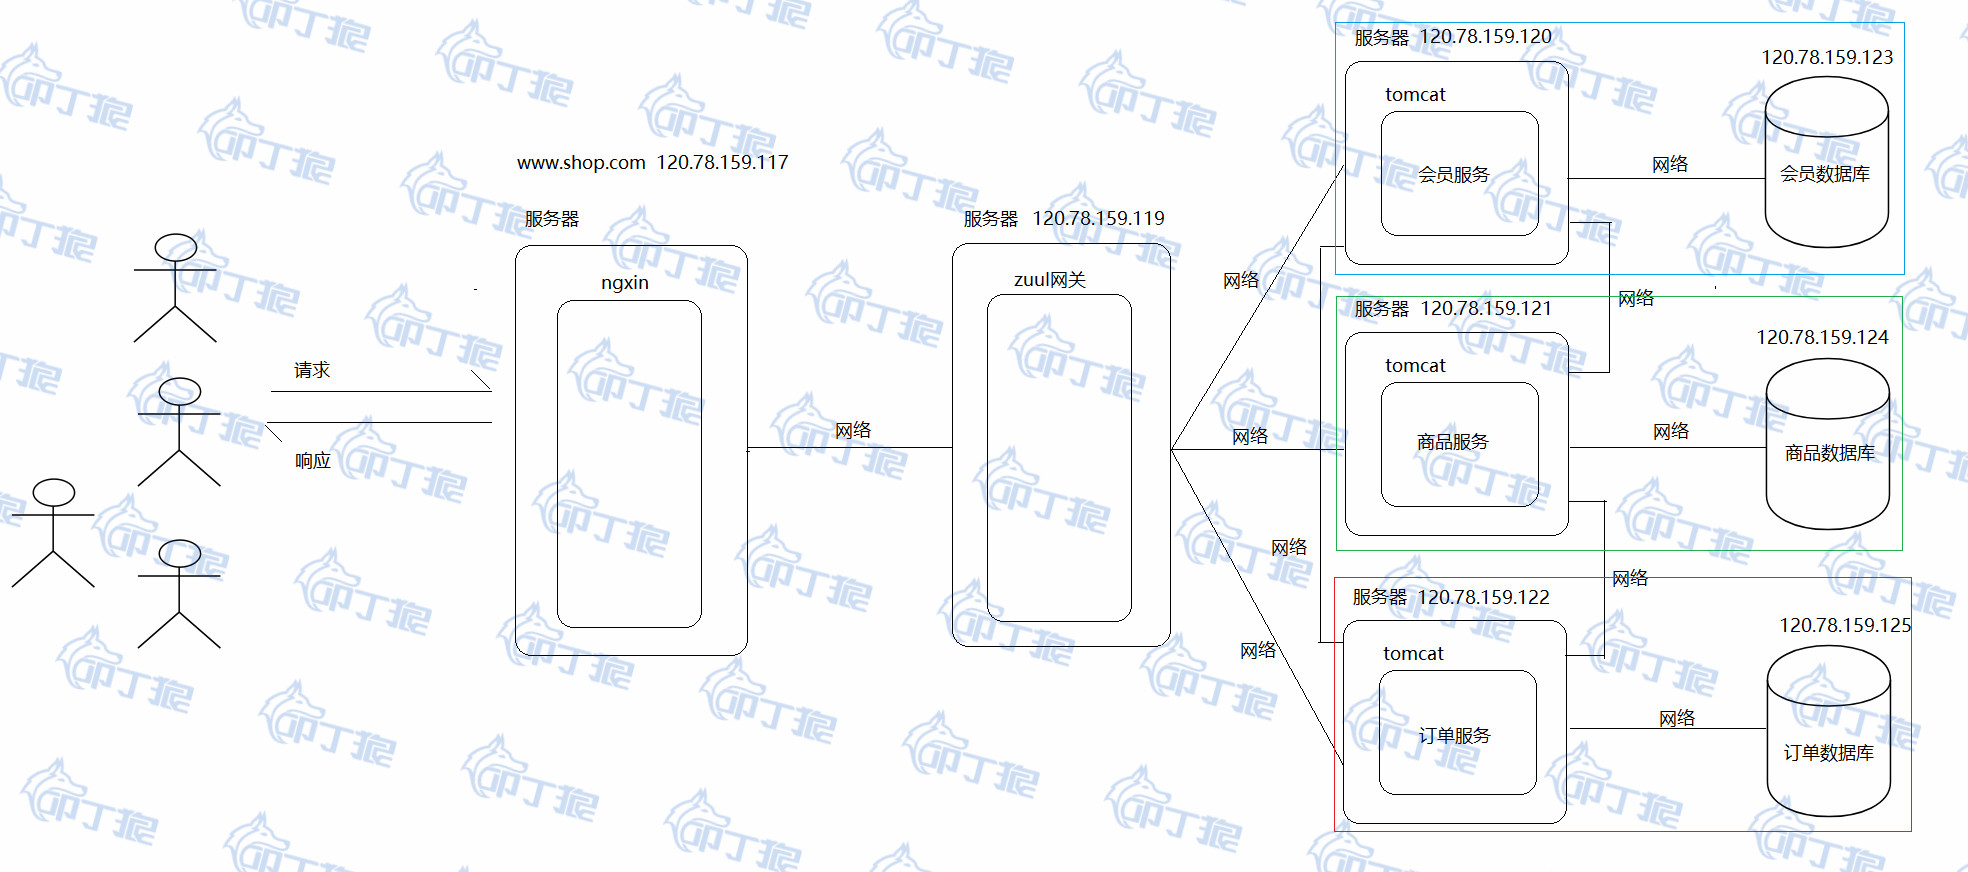 www.shop.com 120.78.159.117
服务器
ngxin
请求
响应
网络
服务器 120.78.159.119
zuul网关
网络
网络
网络
网络
服务器 120.78.159.120
tomcat
会员服务
网络
120.78.159.123
会员数据库
网络
服务器 120.78.159.121
tomcat
商品服务
网络
120.78.159.124
商品数据库
网络
服务器 120.78.159.122
tomcat
订单服务
网络
120.78.159.125
订单数据库
叩丁狼